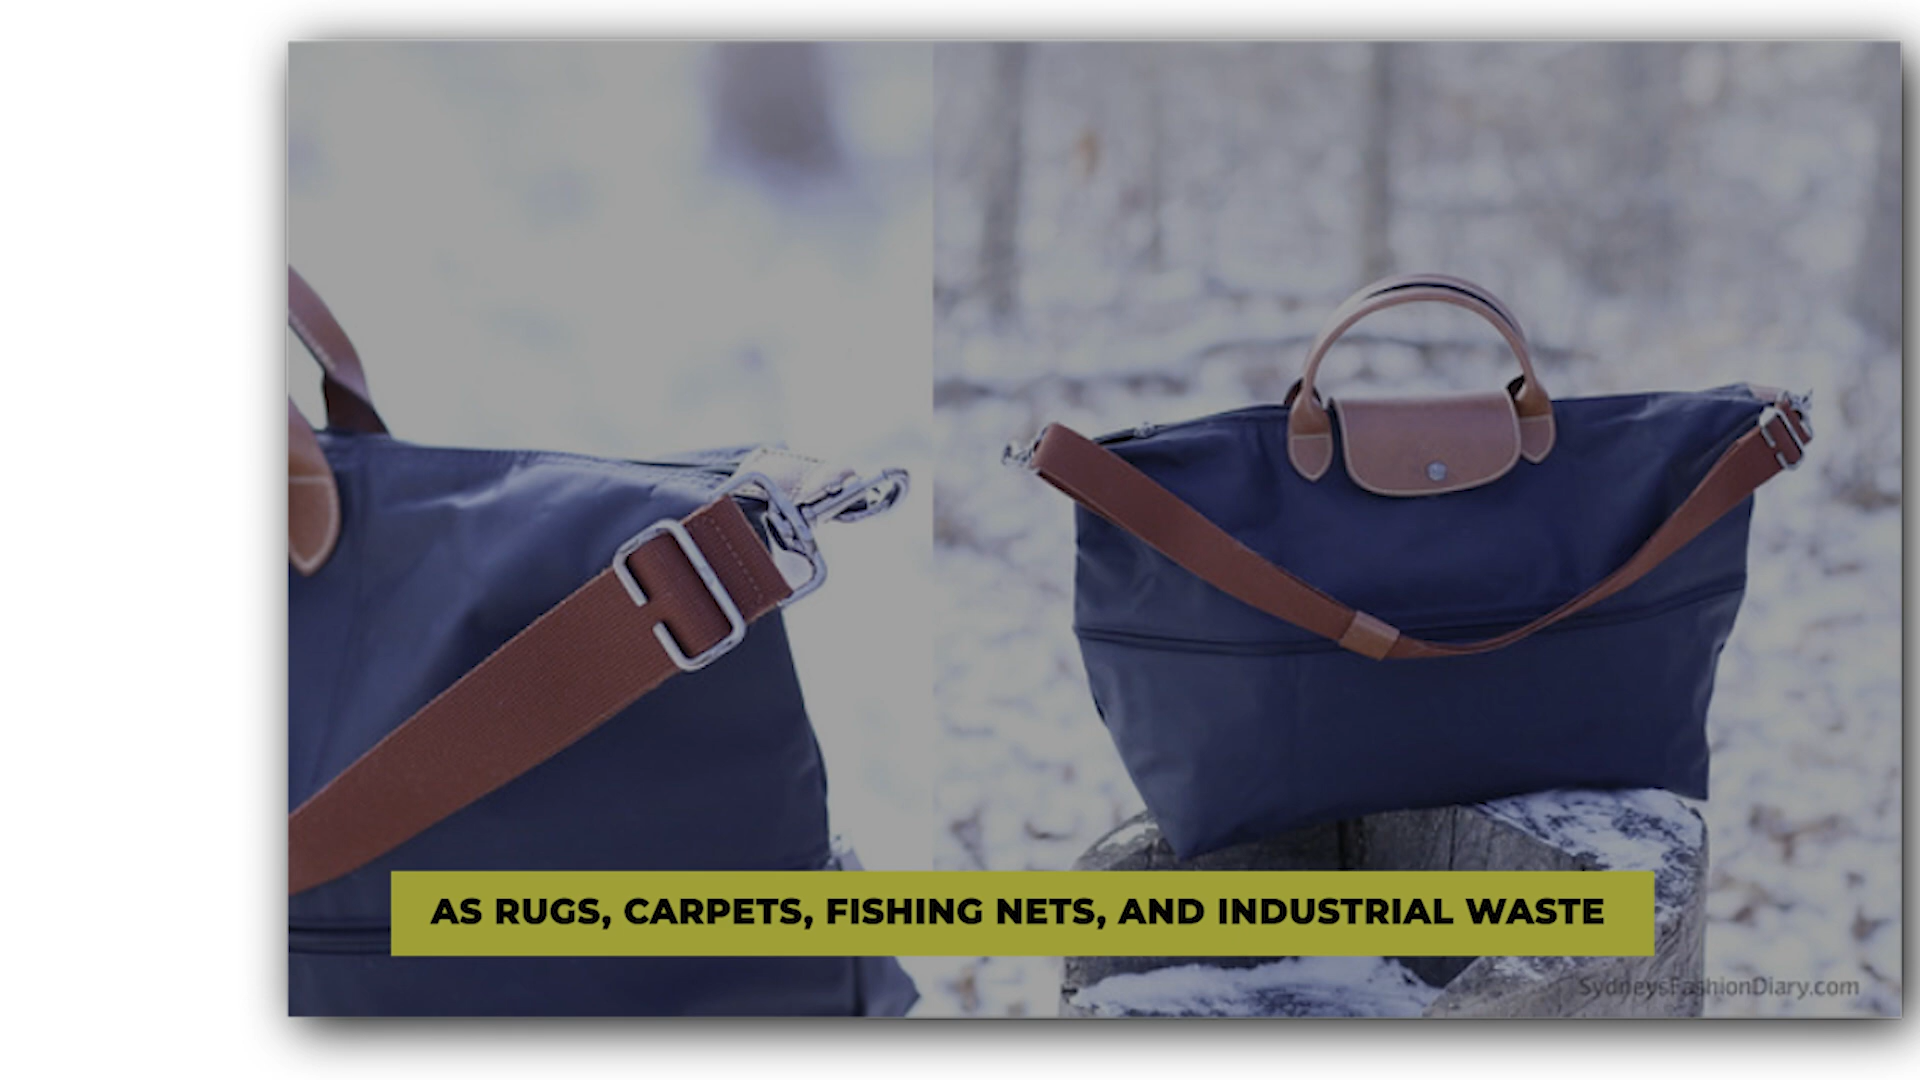 AS RUGS, CARPETS, FISHING NETS, AND INDUSTRIAL WASTE
SydneysFashionDiary.com